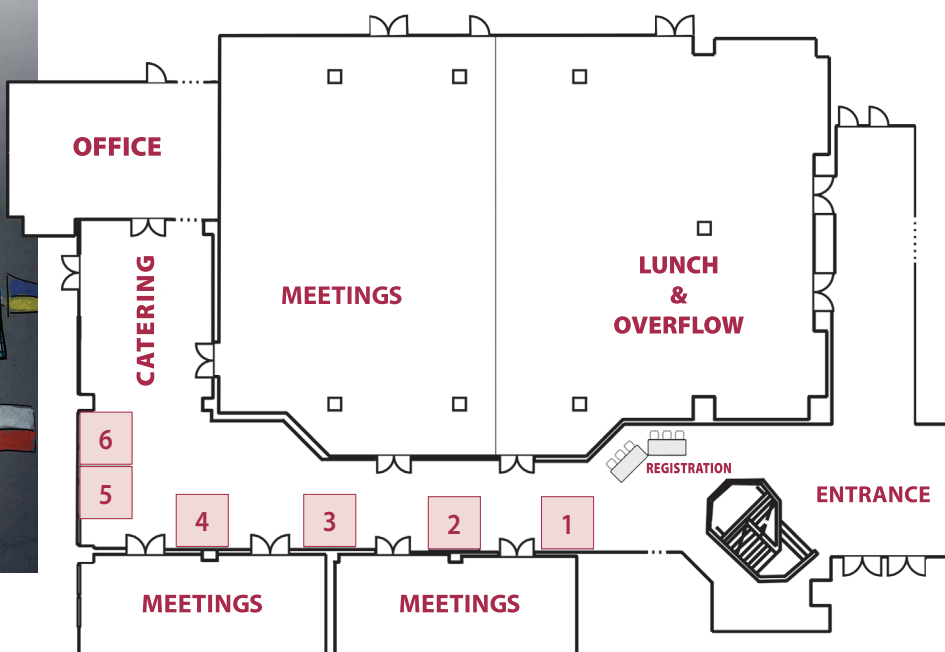 OFFICE
CATERING
MEETINGS
LUNCH
&
OVERFLOW
6
5
4
3
2
1
REGISTRATION
ENTRANCE
MEETINGS
MEETINGS